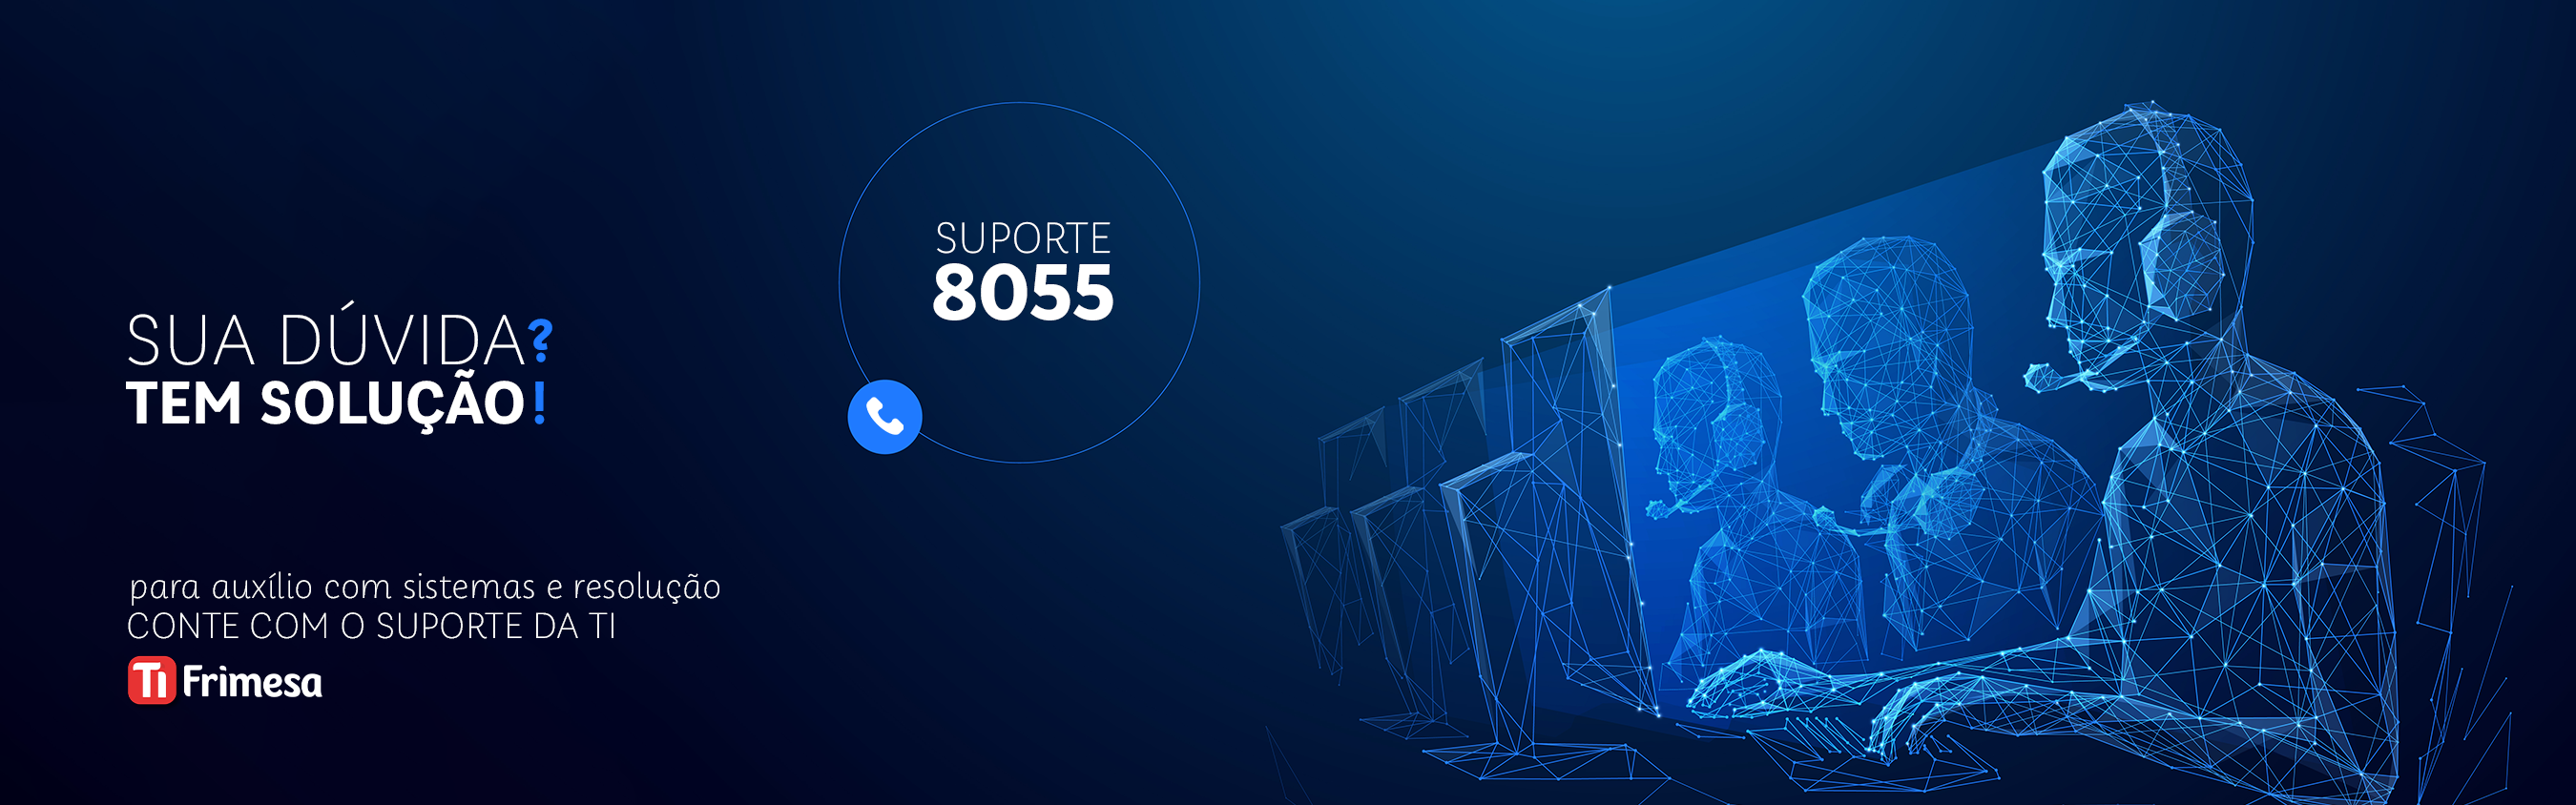 SUA DÚVIDA?
TEM SOLUÇÃO!
SUPORTE
8055
para auxílio com sistemas e resolução
CONTE COM O SUPORTE DA TI
Ti Frimesa